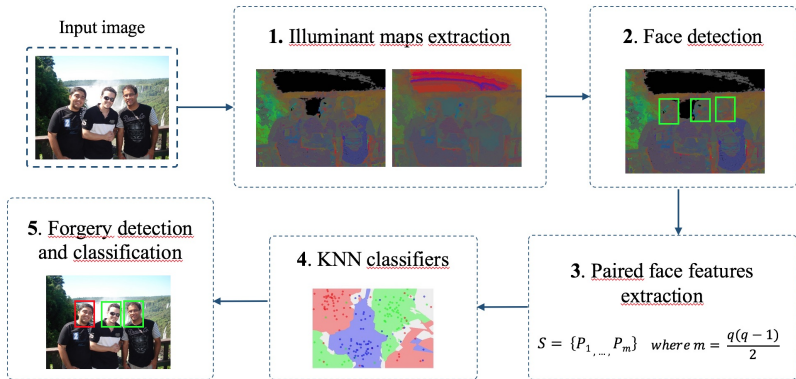 Input image
1. Illuminant maps extraction
2. Face detection
3. Paired face features
extraction
S = {P₁,...,Pₘ} where m = q(q − 1)/2
4. KNN classifiers
5. Forgery detection
and classification